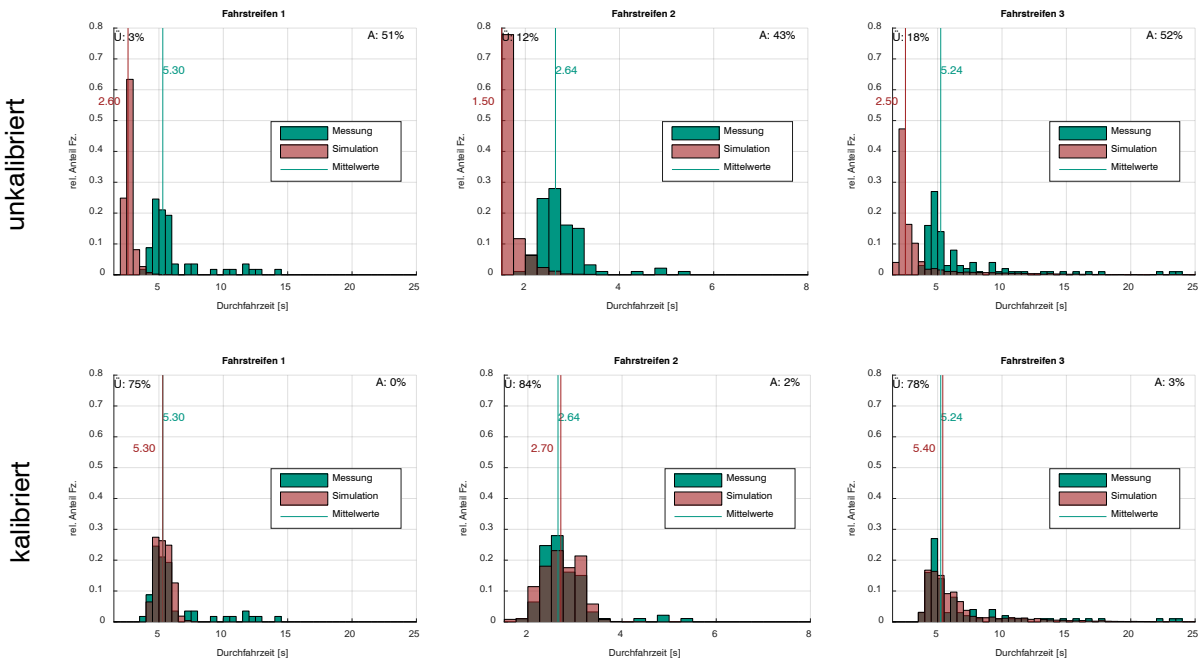 unkalibriert
Fahrstreifen 1
Ü: 3%
A: 51%
5.30
2.60
Messung
Simulation
Mittelwerte
rel. Anteil Fz.
0.8
0.7
0.6
0.5
0.4
0.3
0.2
0.1
0
5 10 15 20 25
Durchfahrzeit [s]
Fahrstreifen 2
Ü: 12%
A: 43%
2.64
1.50
Messung
Simulation
Mittelwerte
rel. Anteil Fz.
0.8
0.7
0.6
0.5
0.4
0.3
0.2
0.1
0
2 4 6 8
Durchfahrzeit [s]
Fahrstreifen 3
Ü: 18%
A: 52%
5.24
2.50
Messung
Simulation
Mittelwerte
rel. Anteil Fz.
0.8
0.7
0.6
0.5
0.4
0.3
0.2
0.1
0
5 10 15 20 25
Durchfahrzeit [s]
kalibriert
Fahrstreifen 1
Ü: 75%
A: 0%
5.30
5.30
Messung
Simulation
Mittelwerte
rel. Anteil Fz.
0.8
0.7
0.6
0.5
0.4
0.3
0.2
0.1
0
5 10 15 20 25
Durchfahrzeit [s]
Fahrstreifen 2
Ü: 84%
A: 2%
2.64
2.70
Messung
Simulation
Mittelwerte
rel. Anteil Fz.
0.8
0.7
0.6
0.5
0.4
0.3
0.2
0.1
0
2 4 6 8
Durchfahrzeit [s]
Fahrstreifen 3
Ü: 78%
A: 3%
5.24
5.40
Messung
Simulation
Mittelwerte
rel. Anteil Fz.
0.8
0.7
0.6
0.5
0.4
0.3
0.2
0.1
0
5 10 15 20 25
Durchfahrzeit [s]